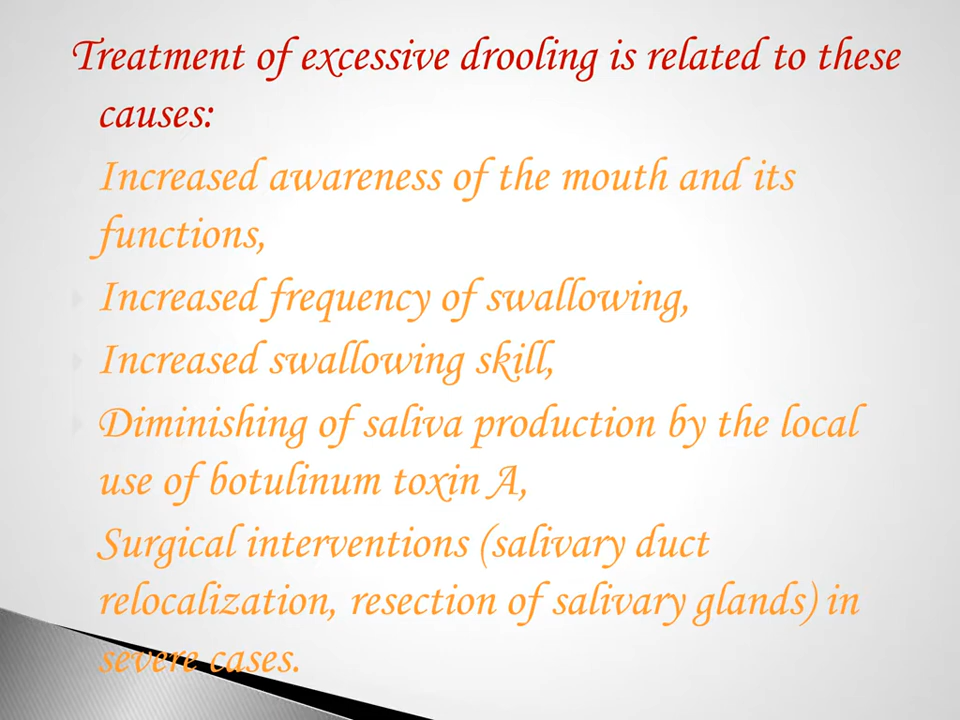 Treatment of excessive drooling is related to these
causes:
Increased awareness of the mouth and its
functions,
Increased frequency of swallowing,
Increased swallowing skill,
Diminishing of saliva production by the local
use of botulinum toxin A,
Surgical interventions (salivary duct
relocalization, resection of salivary glands) in
severe cases.